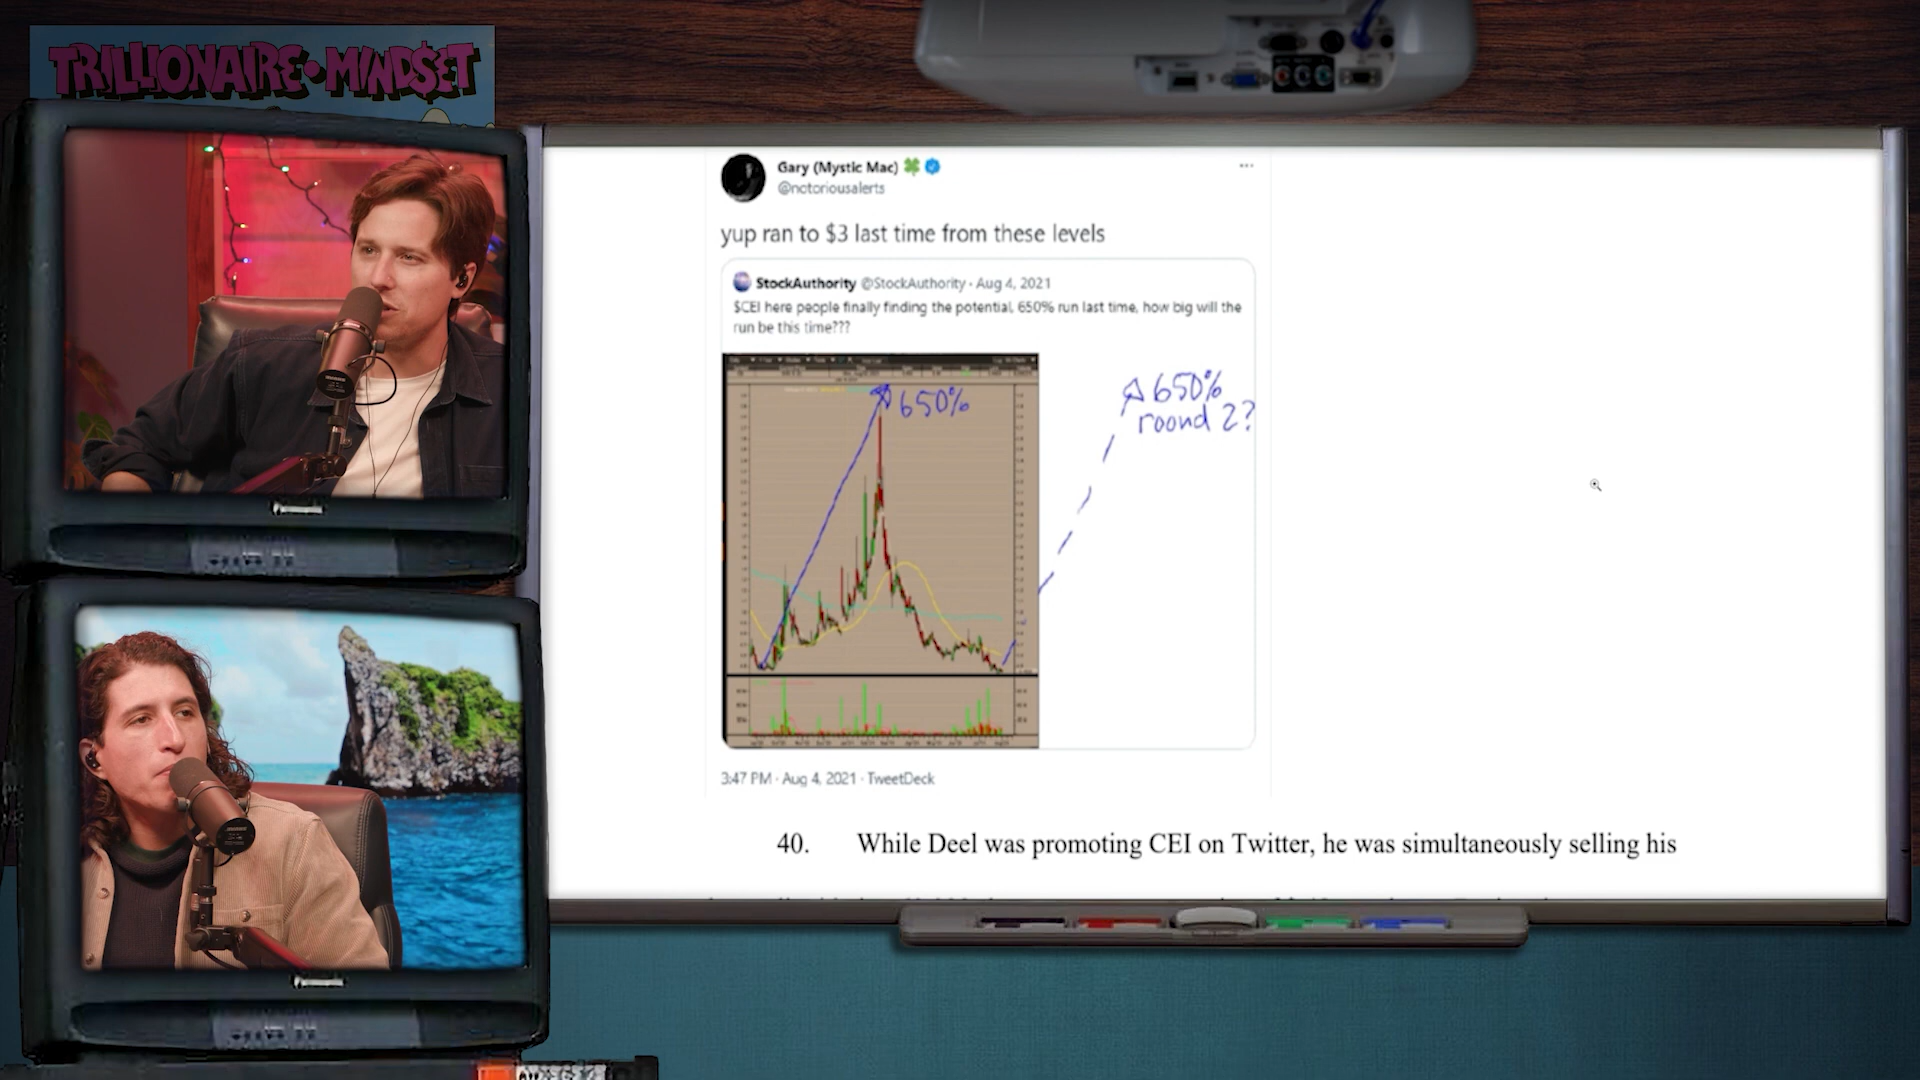 TRILLIONAIRE•MIND$ET
Gary (Mystic Mac)
@notoriousalerts
yup ran to $3 last time from these levels
StockAuthority @StockAuthority · Aug 4, 2021
$CEI here people finally finding the potential, 650% run last time, how big will the
run be this time???
650%
650%
roond 2?
3:47 PM · Aug 4, 2021 · TweetDeck
40. While Deel was promoting CEI on Twitter, he was simultaneously selling his